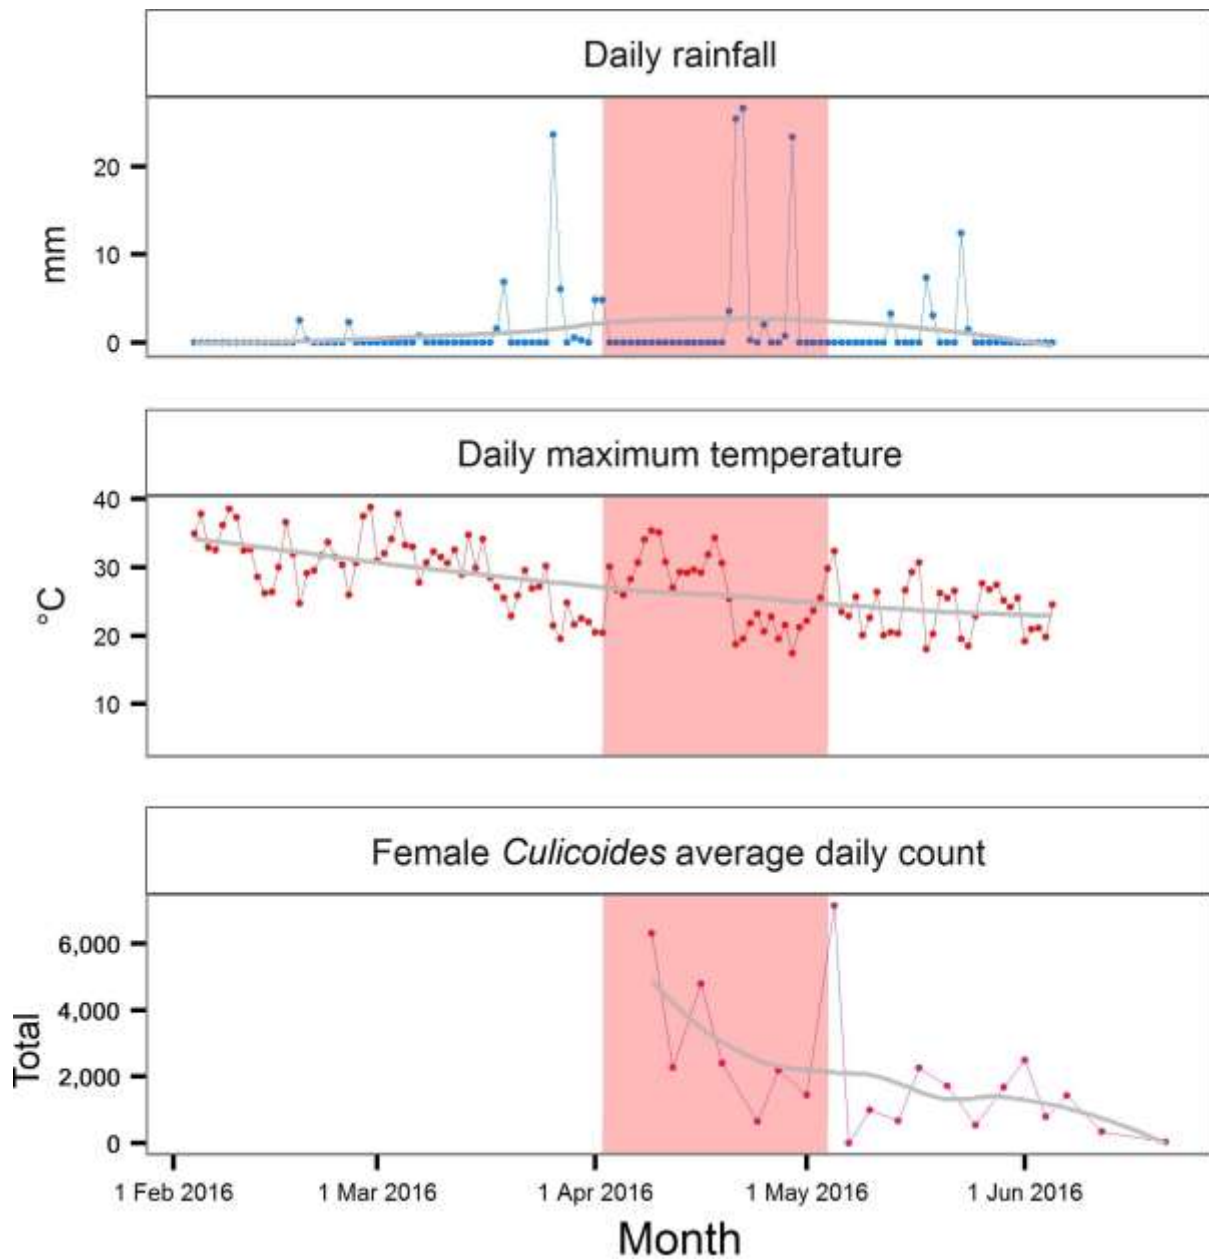 Daily rainfall
20
mm
10
0
Daily maximum temperature
40
30
°C
20
10
Female Culicoides average daily count
6,000
4,000
Total
2,000
0
1 Feb 2016 1 Mar 2016 1 Apr 2016 1 May 2016 1 Jun 2016
Month